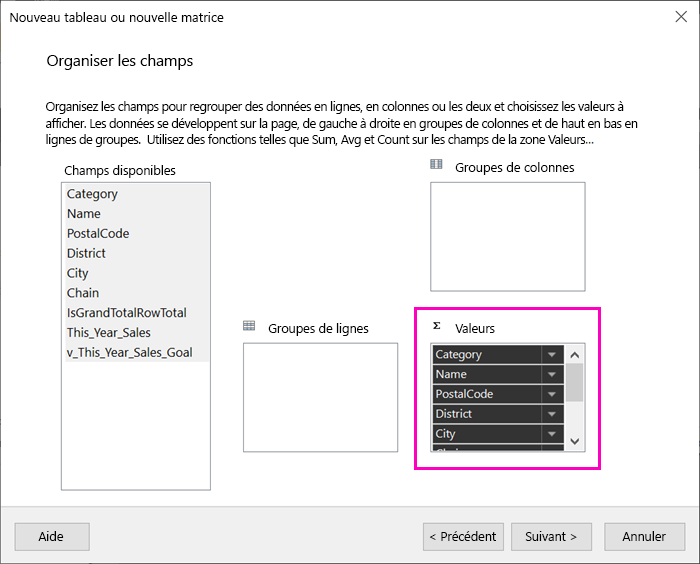 Nouveau tableau ou nouvelle matrice
Organiser les champs
Organisez les champs pour regrouper des données en lignes, en colonnes ou les deux et choisissez les valeurs à
afficher. Les données se développent sur la page, de gauche à droite en groupes de colonnes et de haut en bas en
lignes de groupes. Utilisez des fonctions telles que Sum, Avg et Count sur les champs de la zone Valeurs...
Champs disponibles
Category
Name
PostalCode
District
City
Chain
IsGrandTotalRowTotal
This_Year_Sales
v_This_Year_Sales_Goal
Groupes de colonnes
Groupes de lignes
Σ Valeurs
Category
Name
PostalCode
District
City
Aide
< Précédent
Suivant >
Annuler